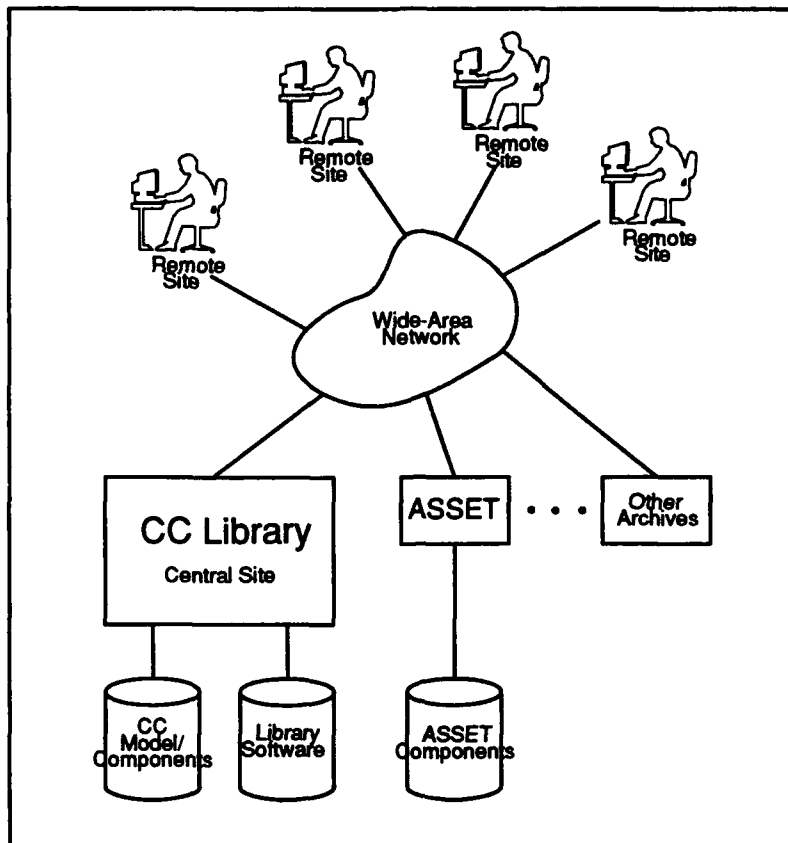 Remote
Site
Remote
Site
Remote
Site
Remote
Site
Wide-Area
Network
CC Library
Central Site
ASSET
• • •
Other
Archives
CC
Model/
Components
Library
Software
ASSET
Components